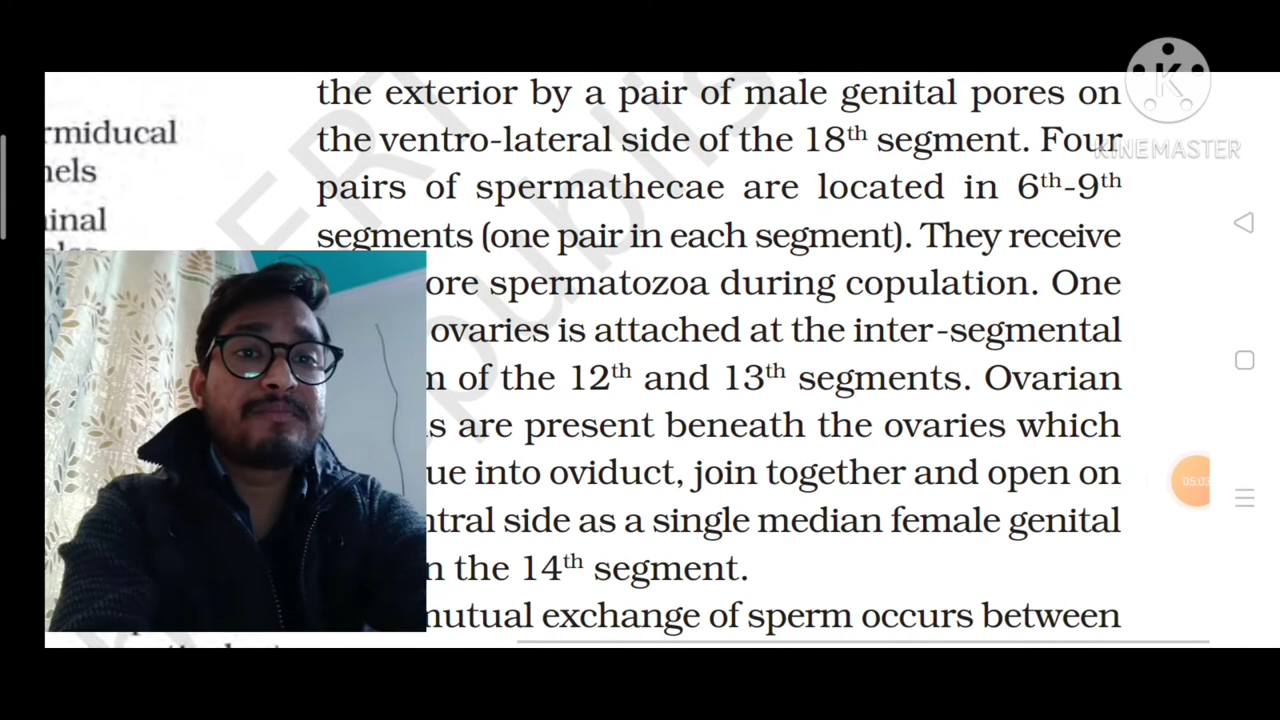 the exterior by a pair of male genital pores on
the ventro-lateral side of the 18th segment. Four
pairs of spermathecae are located in 6th-9th
segments (one pair in each segment). They receive
ore spermatozoa during copulation. One
ovaries is attached at the inter-segmental
m of the 12th and 13th segments. Ovarian
s are present beneath the ovaries which
ue into oviduct, join together and open on
ntral side as a single median female genital
n the 14th segment.
mutual exchange of sperm occurs between
rmiducal
nels
inal
KINEMASTER
05:03